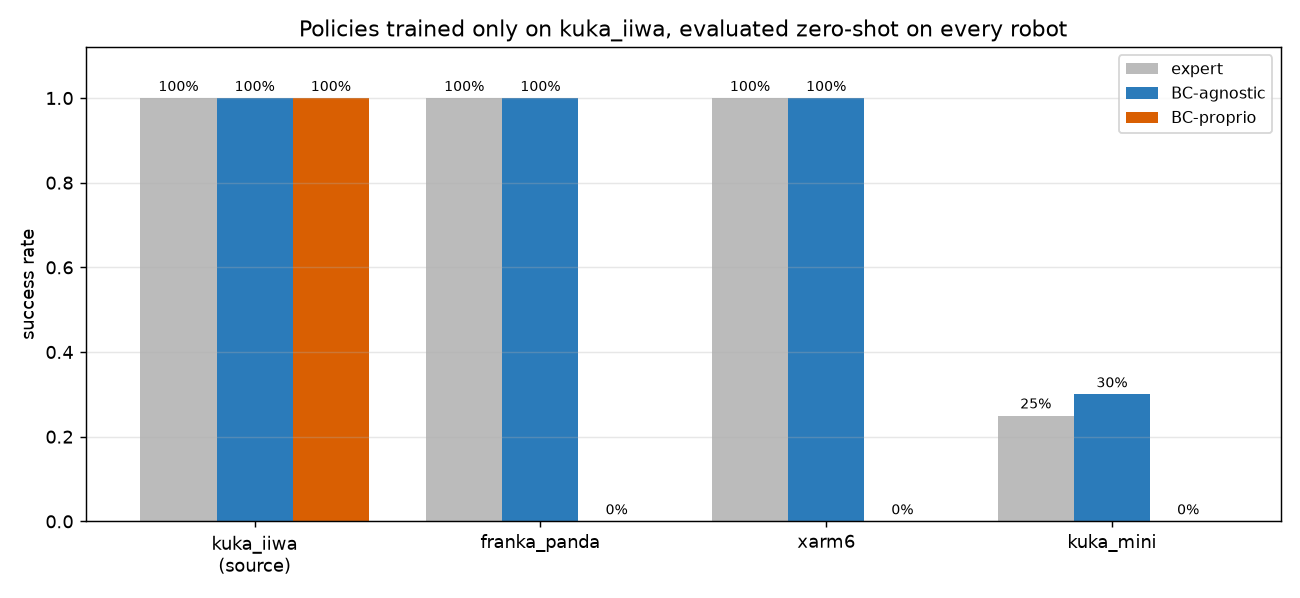 Policies trained only on kuka_iiwa, evaluated zero-shot on every robot
expert
BC-agnostic
BC-proprio
success rate
1.0
0.8
0.6
0.4
0.2
0.0
100%
100%
100%
100%
100%
0%
100%
100%
0%
25%
30%
0%
kuka_iiwa
(source)
franka_panda
xarm6
kuka_mini